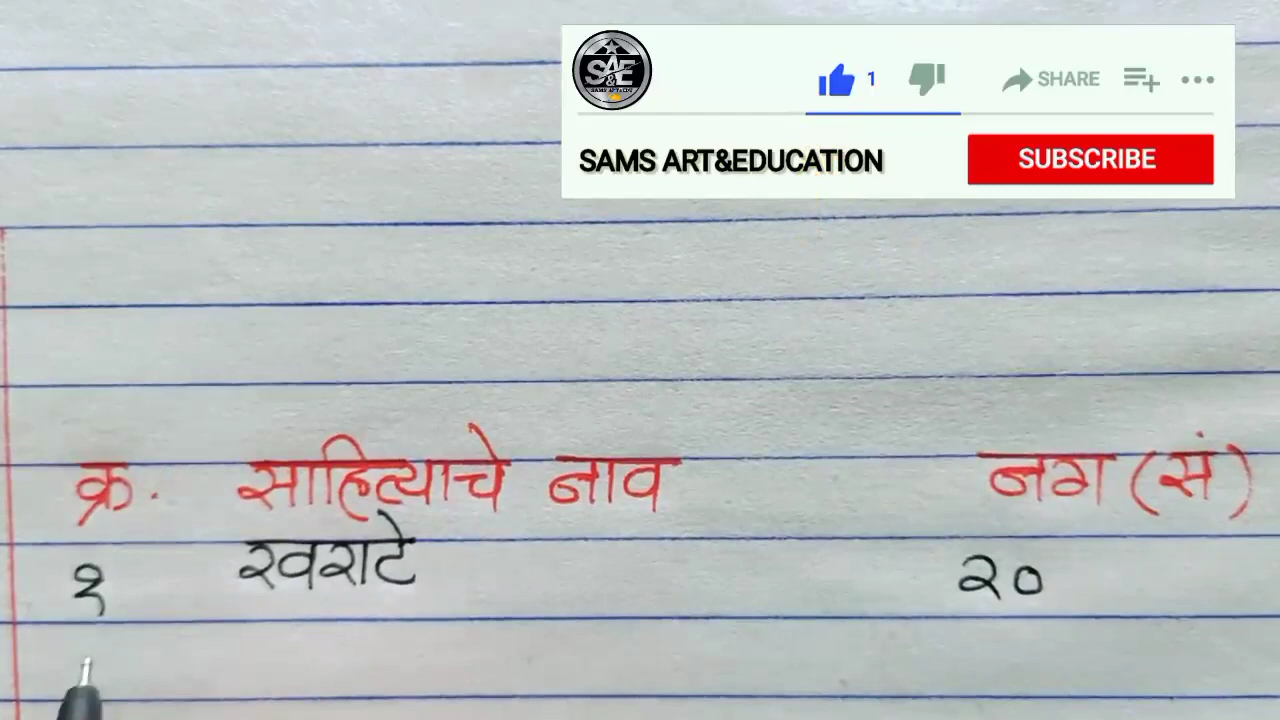 S&E
1 SHARE
SAMS ART&EDUCATION SUBSCRIBE
क्र. साहित्याचे नाव नग (सं)
१ खराटे २०